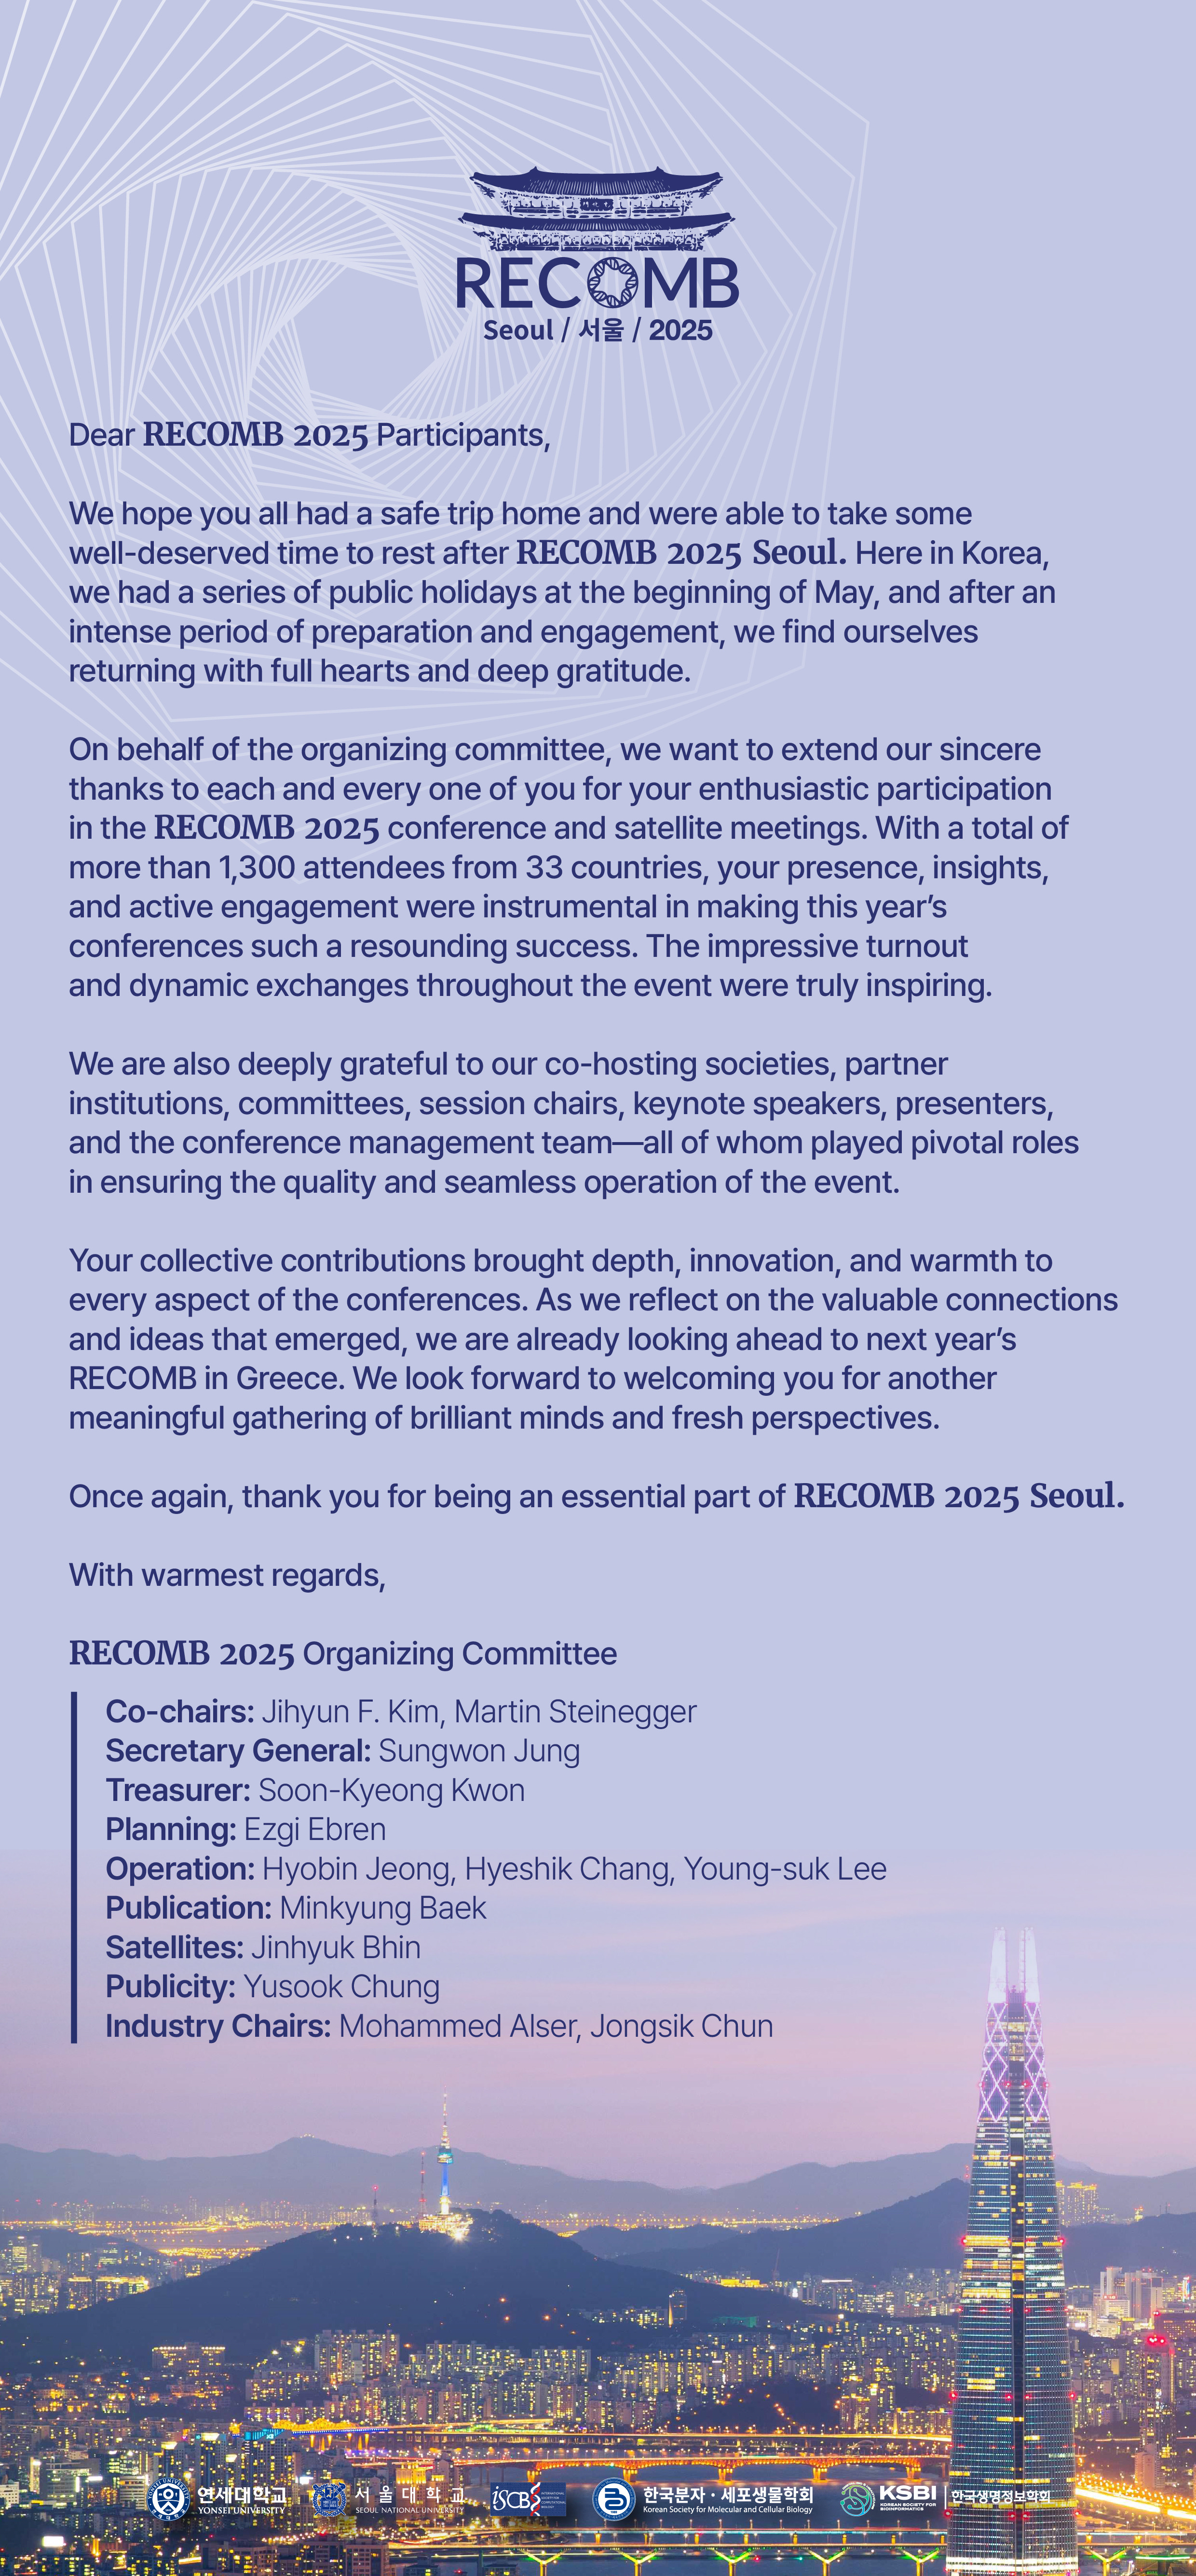 RECOMB
Seoul / 서울 / 2025
Dear RECOMB 2025 Participants,
We hope you all had a safe trip home and were able to take some
well-deserved time to rest after RECOMB 2025 Seoul. Here in Korea,
we had a series of public holidays at the beginning of May, and after an
intense period of preparation and engagement, we find ourselves
returning with full hearts and deep gratitude.
On behalf of the organizing committee, we want to extend our sincere
thanks to each and every one of you for your enthusiastic participation
in the RECOMB 2025 conference and satellite meetings. With a total of
more than 1,300 attendees from 33 countries, your presence, insights,
and active engagement were instrumental in making this year’s
conferences such a resounding success. The impressive turnout
and dynamic exchanges throughout the event were truly inspiring.
We are also deeply grateful to our co-hosting societies, partner
institutions, committees, session chairs, keynote speakers, presenters,
and the conference management team—all of whom played pivotal roles
in ensuring the quality and seamless operation of the event.
Your collective contributions brought depth, innovation, and warmth to
every aspect of the conferences. As we reflect on the valuable connections
and ideas that emerged, we are already looking ahead to next year’s
RECOMB in Greece. We look forward to welcoming you for another
meaningful gathering of brilliant minds and fresh perspectives.
Once again, thank you for being an essential part of RECOMB 2025 Seoul.
With warmest regards,
RECOMB 2025 Organizing Committee
Co-chairs: Jihyun F. Kim, Martin Steinegger
Secretary General: Sungwon Jung
Treasurer: Soon-Kyeong Kwon
Planning: Ezgi Ebren
Operation: Hyobin Jeong, Hyeshik Chang, Young-suk Lee
Publication: Minkyung Baek
Satellites: Jinhyuk Bhin
Publicity: Yusook Chung
Industry Chairs: Mohammed Alser, Jongsik Chun
연세대학교
YONSEI UNIVERSITY
서울대학교
SEOUL NATIONAL UNIVERSITY
ISCB
한국분자·세포생물학회
Korean Society for Molecular and Cellular Biology
KSBI
KOREAN SOCIETY FOR
BIOINFORMATICS
한국생명정보학회